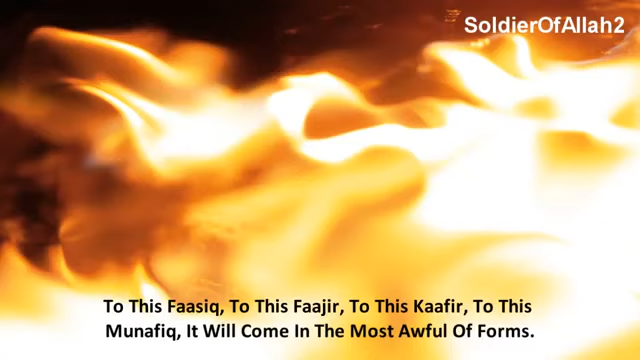 SoldierOfAllah2
To This Faasiq, To This Faajir, To This Kaafir, To This
Munafiq, It Will Come In The Most Awful Of Forms.